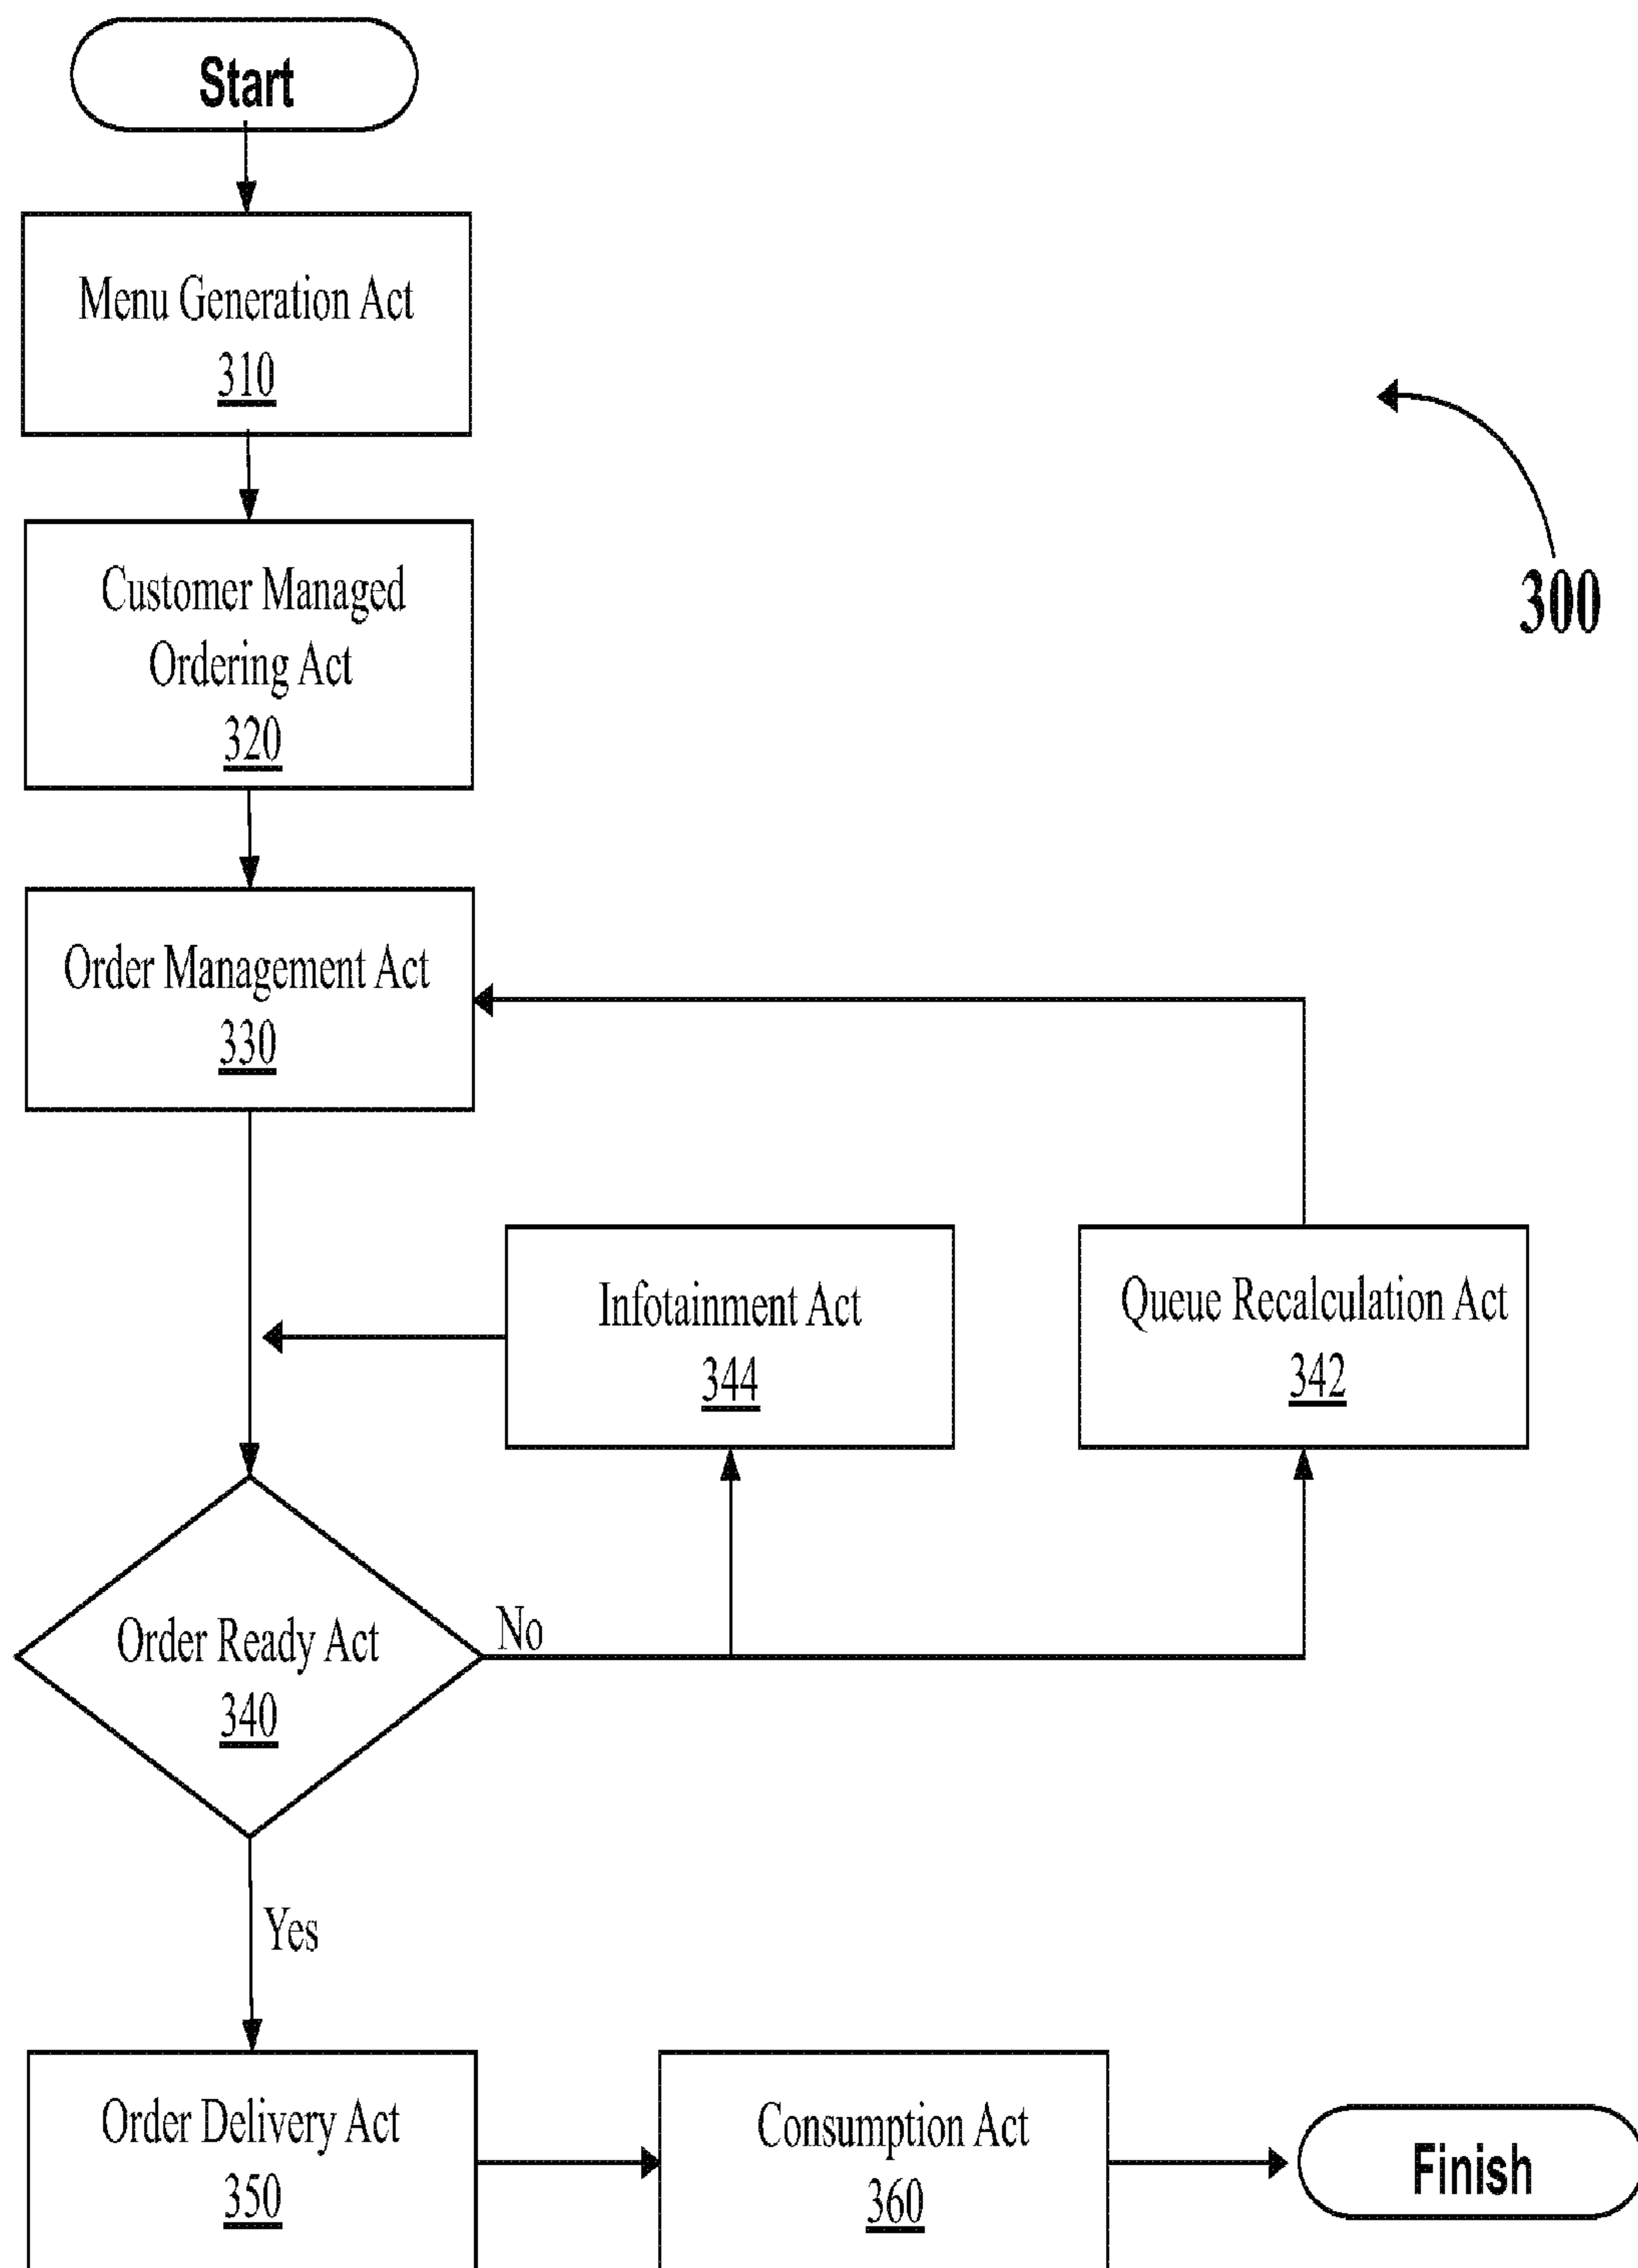 Start
Menu Generation Act
310
300
Customer Managed
Ordering Act
320
Order Management Act
330
Infotainment Act
344
Queue Recalculation Act
342
Order Ready Act
340
No
Yes
Order Delivery Act
350
Consumption Act
360
Finish